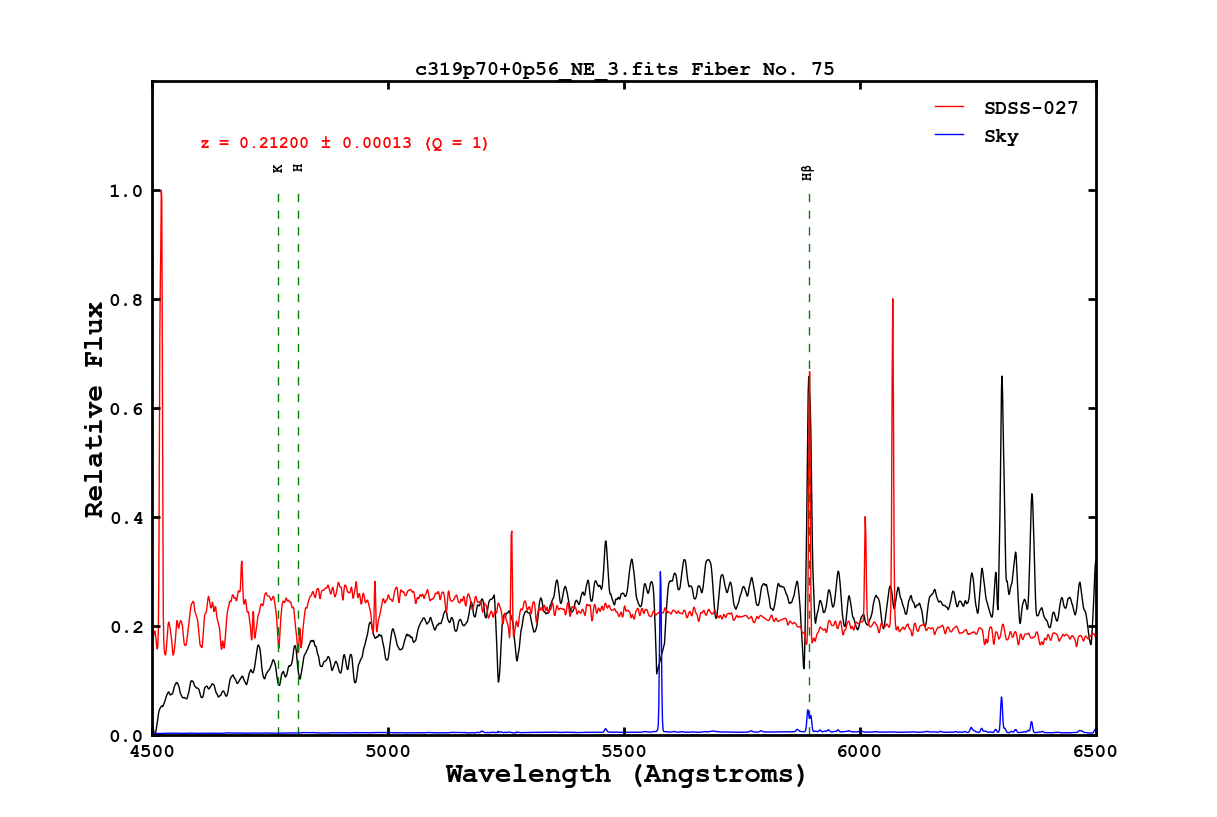 c319p70+0p56_NE_3.fits Fiber No. 75
SDSS-027
Sky
z = 0.21200 ± 0.00013 (Q = 1)
K
H
Hβ
1.0
0.8
0.6
0.4
0.2
0.0
Relative Flux
4500 5000 5500 6000 6500
Wavelength (Angstroms)